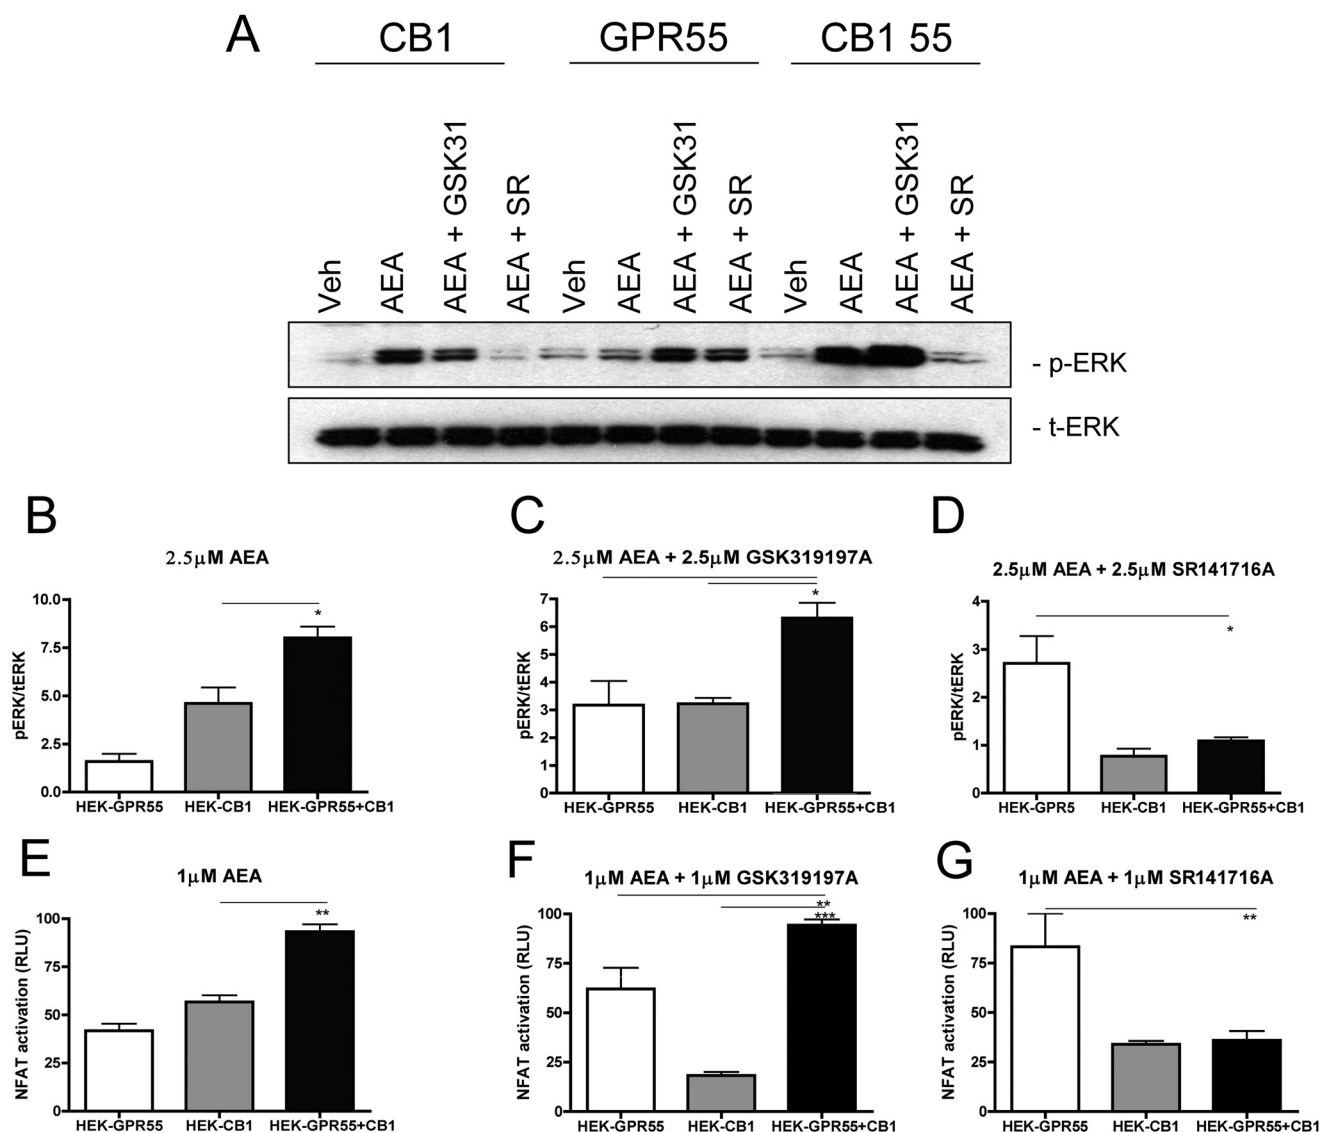 A
CB1 GPR55 CB1 55
Veh AEA AEA + GSK31 AEA + SR Veh AEA AEA + GSK31 AEA + SR Veh AEA AEA + GSK31 AEA + SR
- p-ERK
- t-ERK
B
2.5μM AEA
pERK/tERK
10.0
7.5
5.0
2.5
0.0
*
HEK-GPR55 HEK-CB1 HEK-GPR55+CB1
C
2.5μM AEA + 2.5μM GSK319197A
pERK/tERK
7
6
5
4
3
2
1
0
*
HEK-GPR55 HEK-CB1 HEK-GPR55+CB1
D
2.5μM AEA + 2.5μM SR141716A
pERK/tERK
4
3
2
1
0
*
HEK-GPR5 HEK-CB1 HEK-GPR55+CB1
E
1μM AEA
NFAT activation (RLU)
100
75
50
25
0
**
HEK-GPR55 HEK-CB1 HEK-GPR55+CB1
F
1μM AEA + 1μM GSK319197A
NFAT activation (RLU)
100
75
50
25
0
**
***
HEK-GPR55 HEK-CB1 HEK-GPR55+CB1
G
1μM AEA + 1μM SR141716A
NFAT activation (RLU)
100
75
50
25
0
**
HEK-GPR55 HEK-CB1 HEK-GPR55+CB1